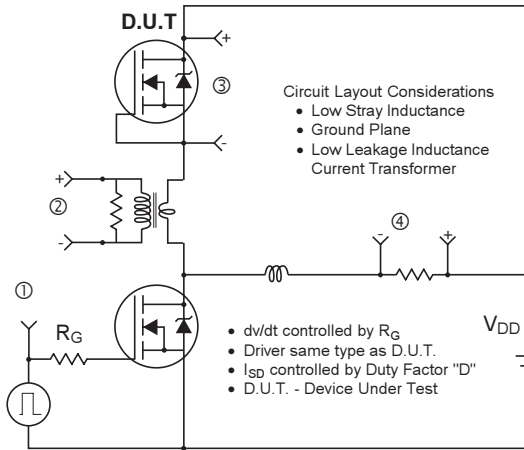 D.U.T
+
③
-
Circuit Layout Considerations
• Low Stray Inductance
• Ground Plane
• Low Leakage Inductance
Current Transformer
+
②
-
④
-
+
①
RG
• dv/dt controlled by RG
• Driver same type as D.U.T.
• ISD controlled by Duty Factor "D"
• D.U.T. - Device Under Test
VDD